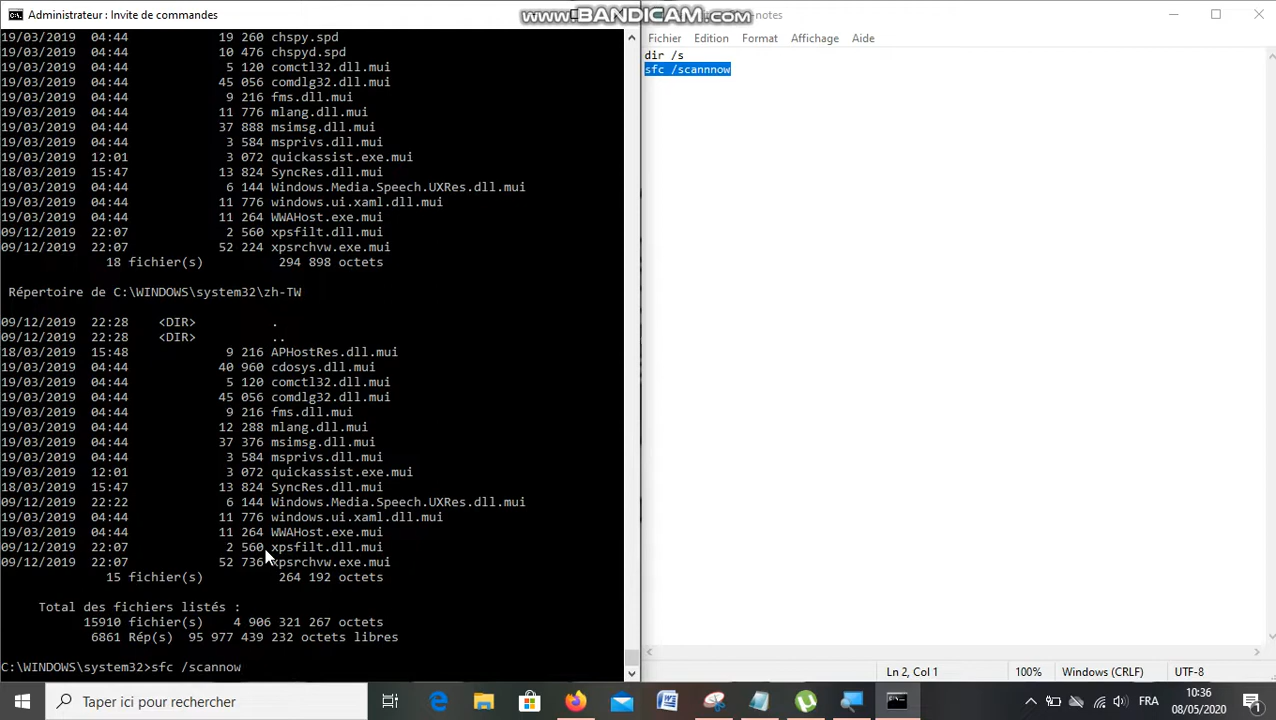 Administrateur : Invite de commandes
www.BANDICAM.com
-notes
19/03/2019  04:44            19 260 chspy.spd
19/03/2019  04:44            10 476 chspyd.spd
19/03/2019  04:44             5 120 comctl32.dll.mui
19/03/2019  04:44            45 056 comdlg32.dll.mui
19/03/2019  04:44             9 216 fms.dll.mui
19/03/2019  04:44            11 776 mlang.dll.mui
19/03/2019  04:44            37 888 msimsg.dll.mui
19/03/2019  04:44             3 584 msprivs.dll.mui
19/03/2019  12:01             3 072 quickassist.exe.mui
18/03/2019  15:47            13 824 SyncRes.dll.mui
19/03/2019  04:44             6 144 Windows.Media.Speech.UXRes.dll.mui
19/03/2019  04:44            11 776 windows.ui.xaml.dll.mui
19/03/2019  04:44            11 264 WWAHost.exe.mui
09/12/2019  22:07             2 560 xpsfilt.dll.mui
09/12/2019  22:07            52 224 xpsrchvw.exe.mui
18 fichier(s)          294 898 octets
Répertoire de C:\WINDOWS\system32\zh-TW
09/12/2019  22:28    <DIR>          .
09/12/2019  22:28    <DIR>          ..
18/03/2019  15:48             9 216 APHostRes.dll.mui
19/03/2019  04:44            40 960 cdosys.dll.mui
19/03/2019  04:44             5 120 comctl32.dll.mui
19/03/2019  04:44            45 056 comdlg32.dll.mui
19/03/2019  04:44             9 216 fms.dll.mui
19/03/2019  04:44            12 288 mlang.dll.mui
19/03/2019  04:44            37 376 msimsg.dll.mui
19/03/2019  04:44             3 584 msprivs.dll.mui
19/03/2019  12:01             3 072 quickassist.exe.mui
18/03/2019  15:47            13 824 SyncRes.dll.mui
09/12/2019  22:22             6 144 Windows.Media.Speech.UXRes.dll.mui
19/03/2019  04:44            11 776 windows.ui.xaml.dll.mui
19/03/2019  04:44            11 264 WWAHost.exe.mui
09/12/2019  22:07             2 560 xpsfilt.dll.mui
09/12/2019  22:07            52 736 xpsrchvw.exe.mui
15 fichier(s)          264 192 octets
Total des fichiers listés :
15910 fichier(s)    4 906 321 267 octets
6861 Rép(s)  95 977 439 232 octets libres
C:\WINDOWS\system32>sfc /scannow
Fichier Edition Format Affichage Aide
dir /s
sfc /scannnow
Ln 2, Col 1 100% Windows (CRLF) UTF-8
Taper ici pour rechercher
FRA
10:36
08/05/2020
1